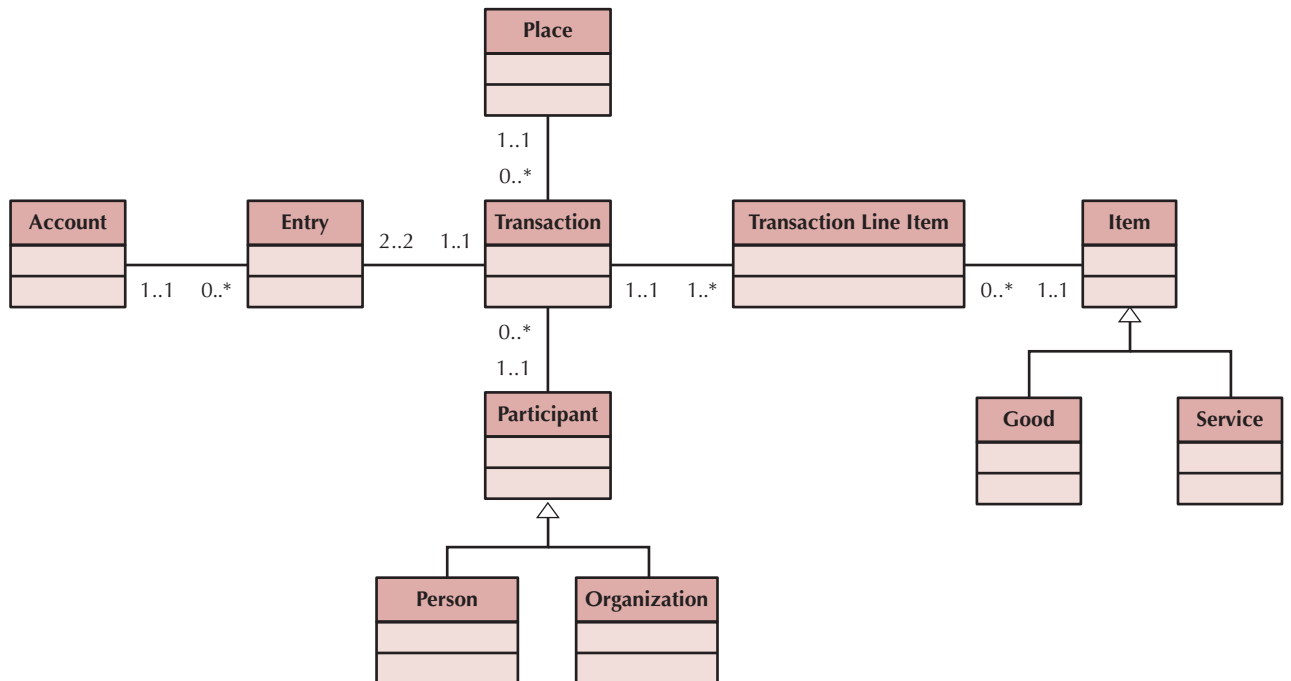 Place
1..1
0..*
Account
Entry
Transaction
Transaction Line Item
Item
2..2 1..1
1..1 0..*
1..1 1..*
0..* 1..1
0..*
1..1
Participant
Good
Service
Person
Organization